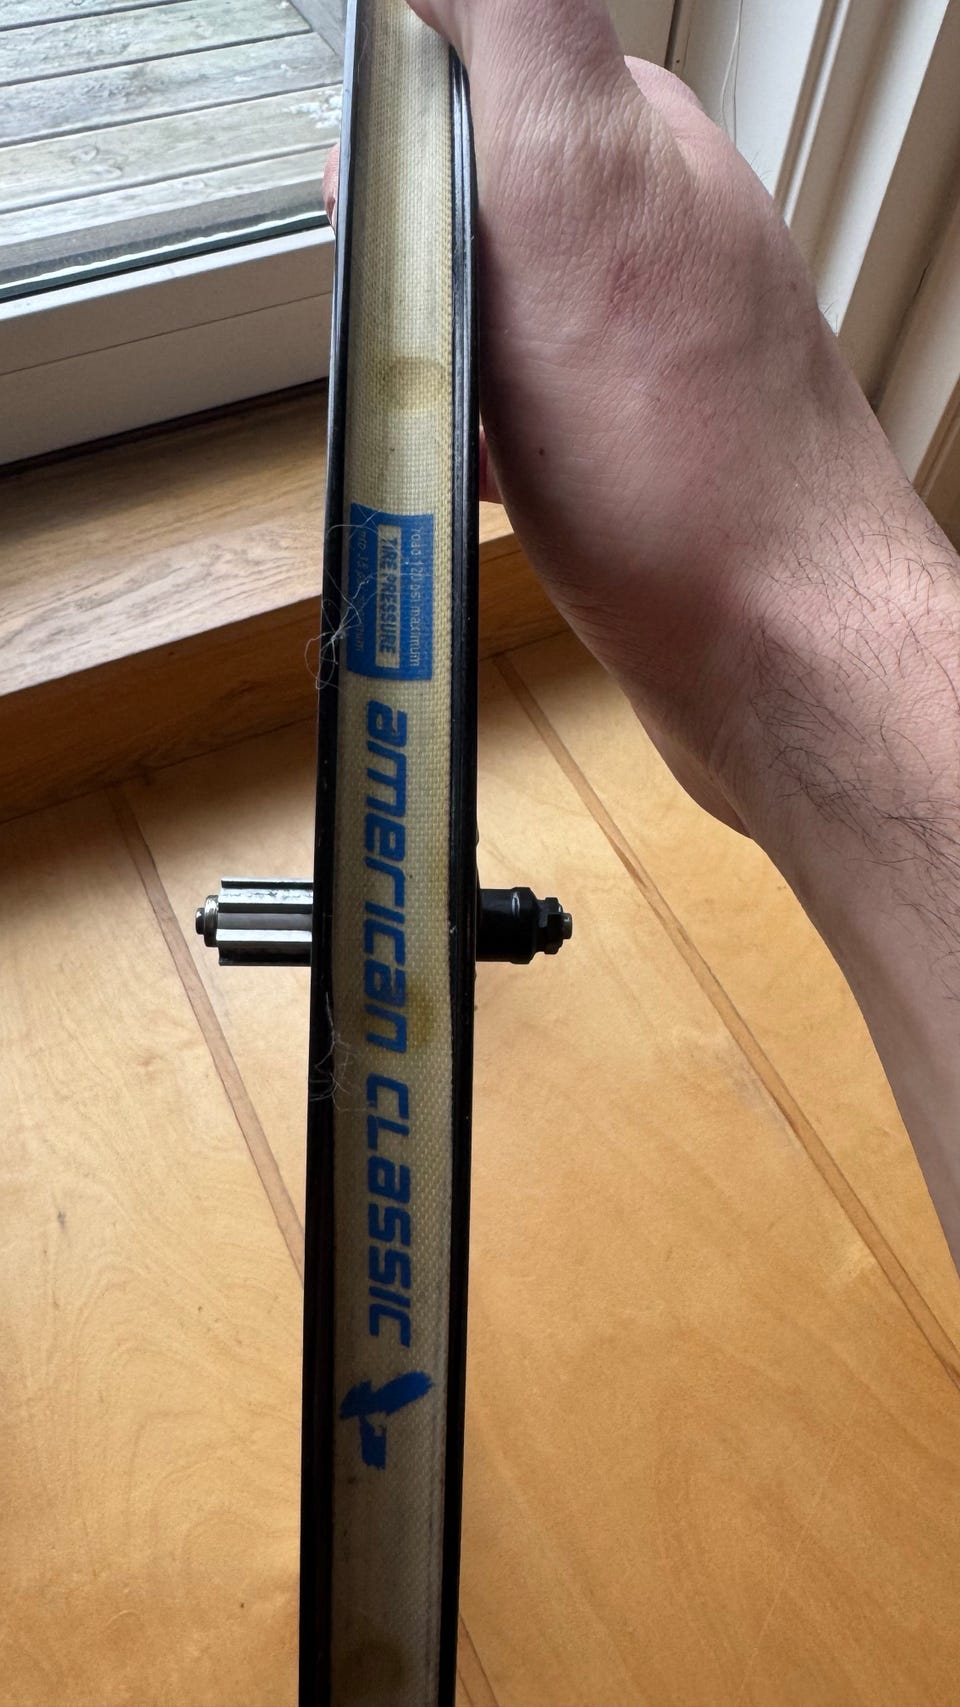 road 120 psi maximum
TIRE PRESSURE
american classic